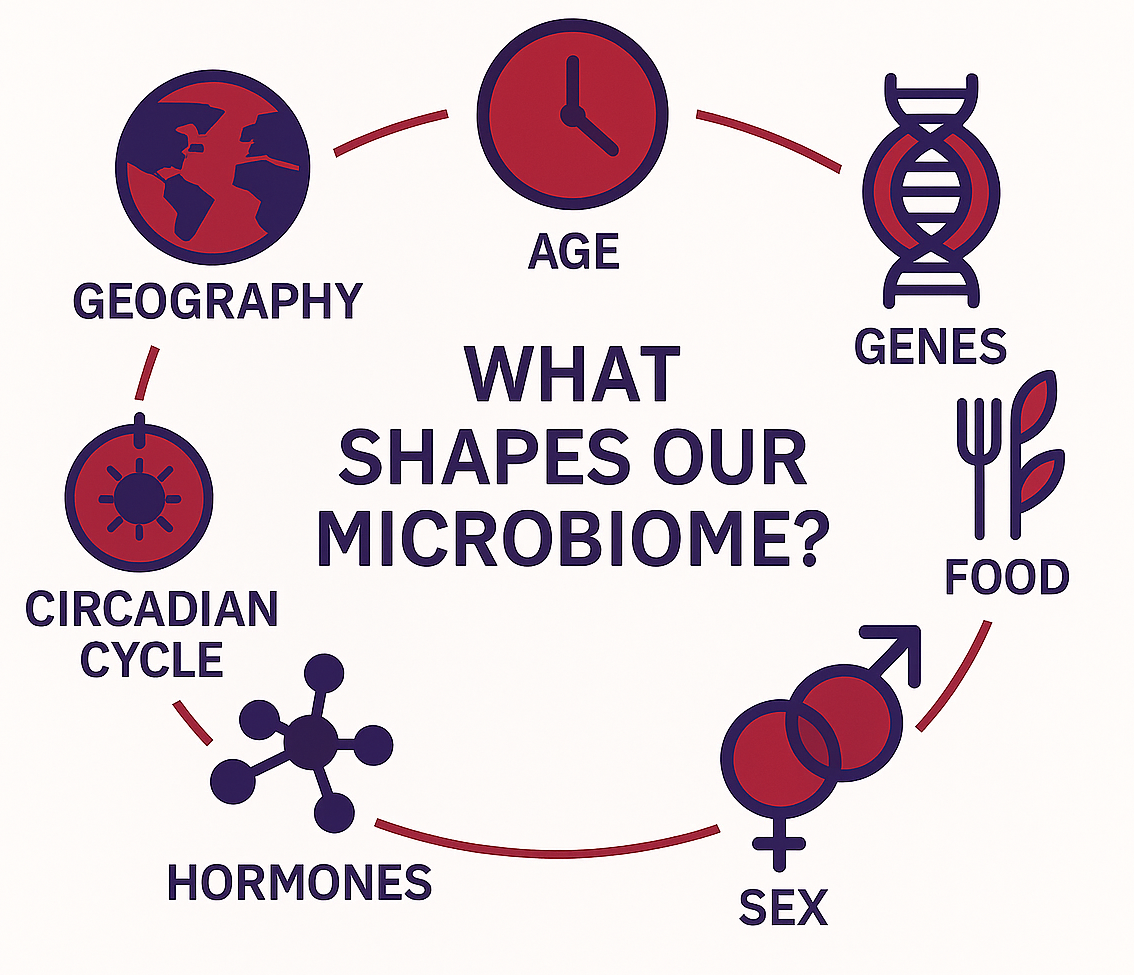 WHAT
SHAPES OUR
MICROBIOME?
AGE
GENES
FOOD
SEX
HORMONES
CIRCADIAN
CYCLE
GEOGRAPHY